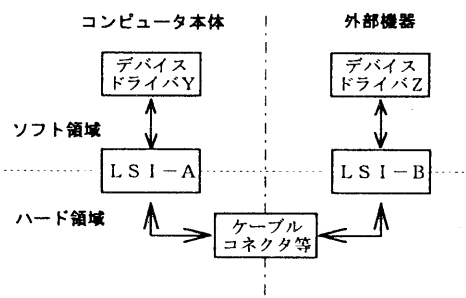 コンピュータ本体
外部機器
デバイス
ドライバY
デバイス
ドライバZ
ソフト領域
LSI-A
LSI-B
ハード領域
ケーブル
コネクタ等